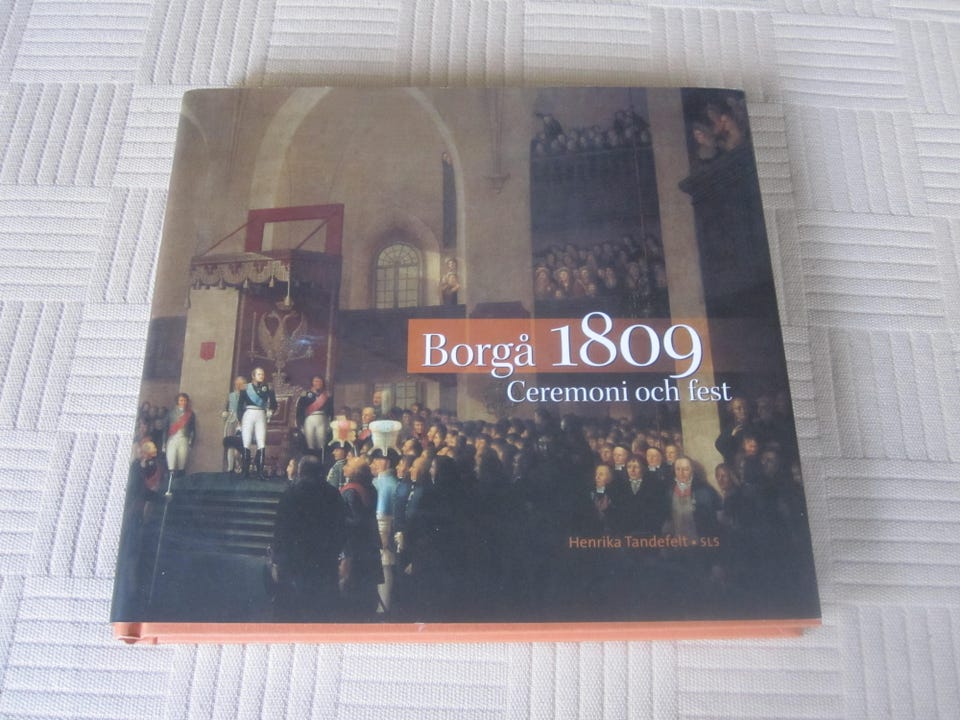 Borgå 1809
Ceremoni och fest
Henrika Tandefelt • SLS